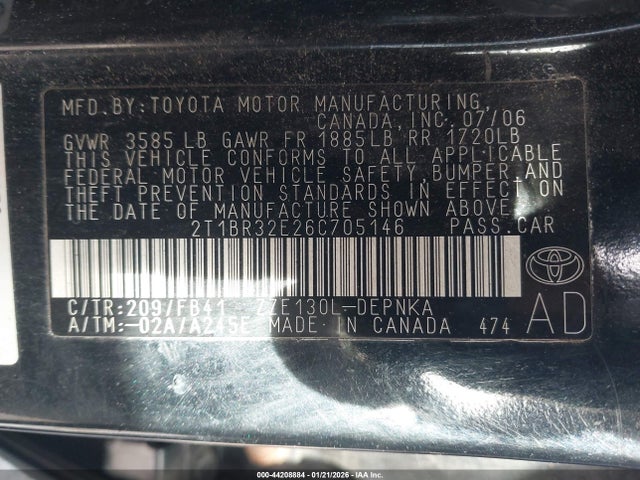 MFD.BY:TOYOTA MOTOR MANUFACTURING,
CANADA,INC.07/06
GVWR 3585 LB GAWR FR 1885LB RR 1720LB
THIS VEHICLE CONFORMS TO ALL APPLICABLE
FEDERAL MOTOR VEHICLE SAFETY,BUMPER,AND
THEFT PREVENTION STANDARDS IN EFFECT ON
THE DATE OF MANUFACTURE SHOWN ABOVE.
2T1BR32E26C705146 PASS.CAR
C/TR:209/FB41 ZZE130L-DEPNKA
A/TM:-02A/A245E MADE IN CANADA 474
AD
000-44208884 | 01/21/2026 | IAA Inc.